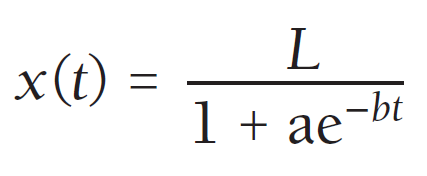 x(t) = L / (1 + ae^{−bt})